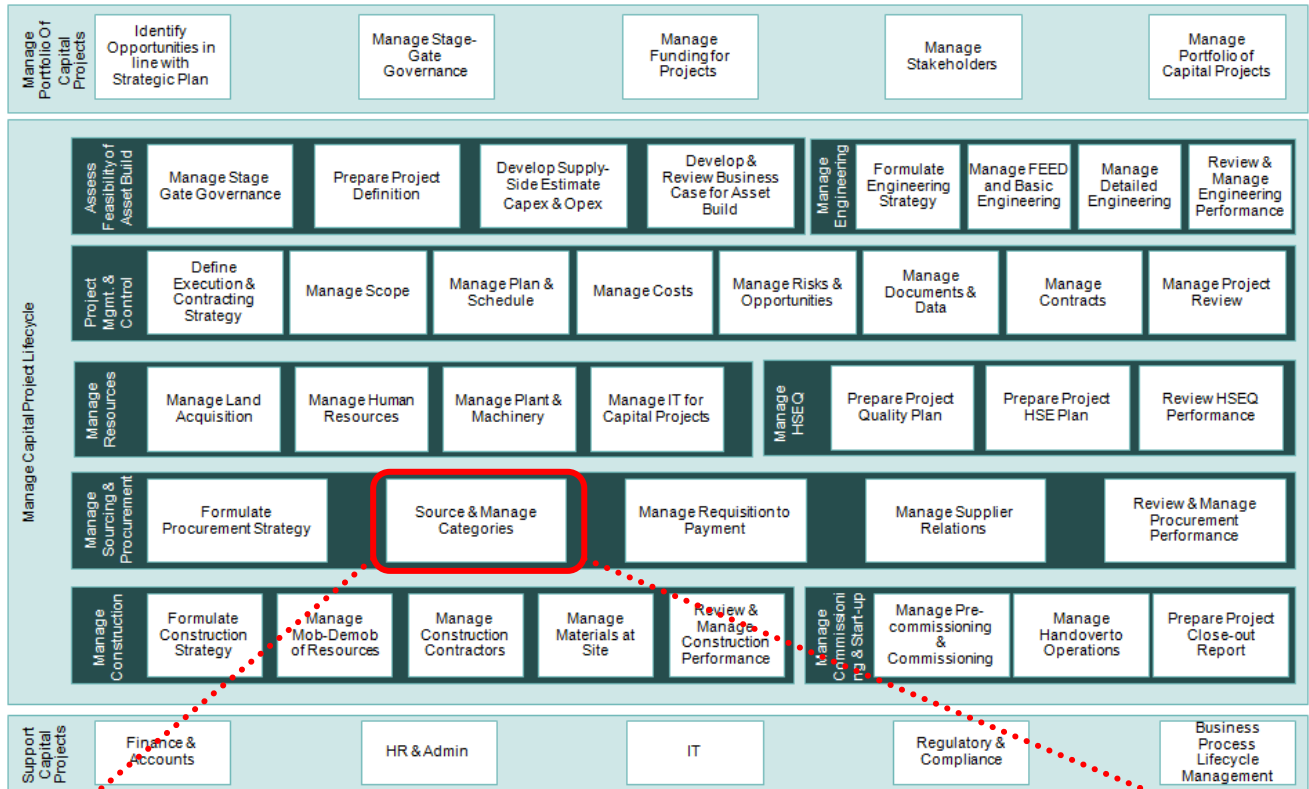 Manage
Portfolio Of
Capital
Projects
Identify
Opportunities in
line with
Strategic Plan
Manage Stage-
Gate
Governance
Manage
Funding for
Projects
Manage
Stakeholders
Manage
Portfolio of
Capital Projects
Manage Capital Project Lifecycle
Assess
Feasibility of
Asset Build
Manage Stage
Gate Governance
Prepare Project
Definition
Develop Supply-
Side Estimate
Capex & Opex
Develop &
Review Business
Case for Asset
Build
Manage
Engineering
Formulate
Engineering
Strategy
Manage FEED
and Basic
Engineering
Manage
Detailed
Engineering
Review &
Manage
Engineering
Performance
Project
Mgmt. &
Control
Define
Execution &
Contracting
Strategy
Manage Scope
Manage Plan &
Schedule
Manage Costs
Manage Risks &
Opportunities
Manage
Documents &
Data
Manage
Contracts
Manage Project
Review
Manage
Resources
Manage Land
Acquisition
Manage Human
Resources
Manage Plant &
Machinery
Manage IT for
Capital Projects
Manage
HSEQ
Prepare Project
Quality Plan
Prepare Project
HSE Plan
Review HSEQ
Performance
Manage
Sourcing &
Procurement
Formulate
Procurement Strategy
Source & Manage
Categories
Manage Requisition to
Payment
Manage Supplier
Relations
Review & Manage
Procurement
Performance
Manage
Construction
Formulate
Construction
Strategy
Manage
Mob-Demob
of Resources
Manage
Construction
Contractors
Manage
Materials at
Site
Review &
Manage
Construction
Performance
Manage
Commissioni
ng & Start-up
Manage Pre-
commissioning
&
Commissioning
Manage
Handover to
Operations
Prepare Project
Close-out
Report
Support
Capital
Projects
Finance &
Accounts
HR & Admin
IT
Regulatory &
Compliance
Business
Process
Lifecycle
Management